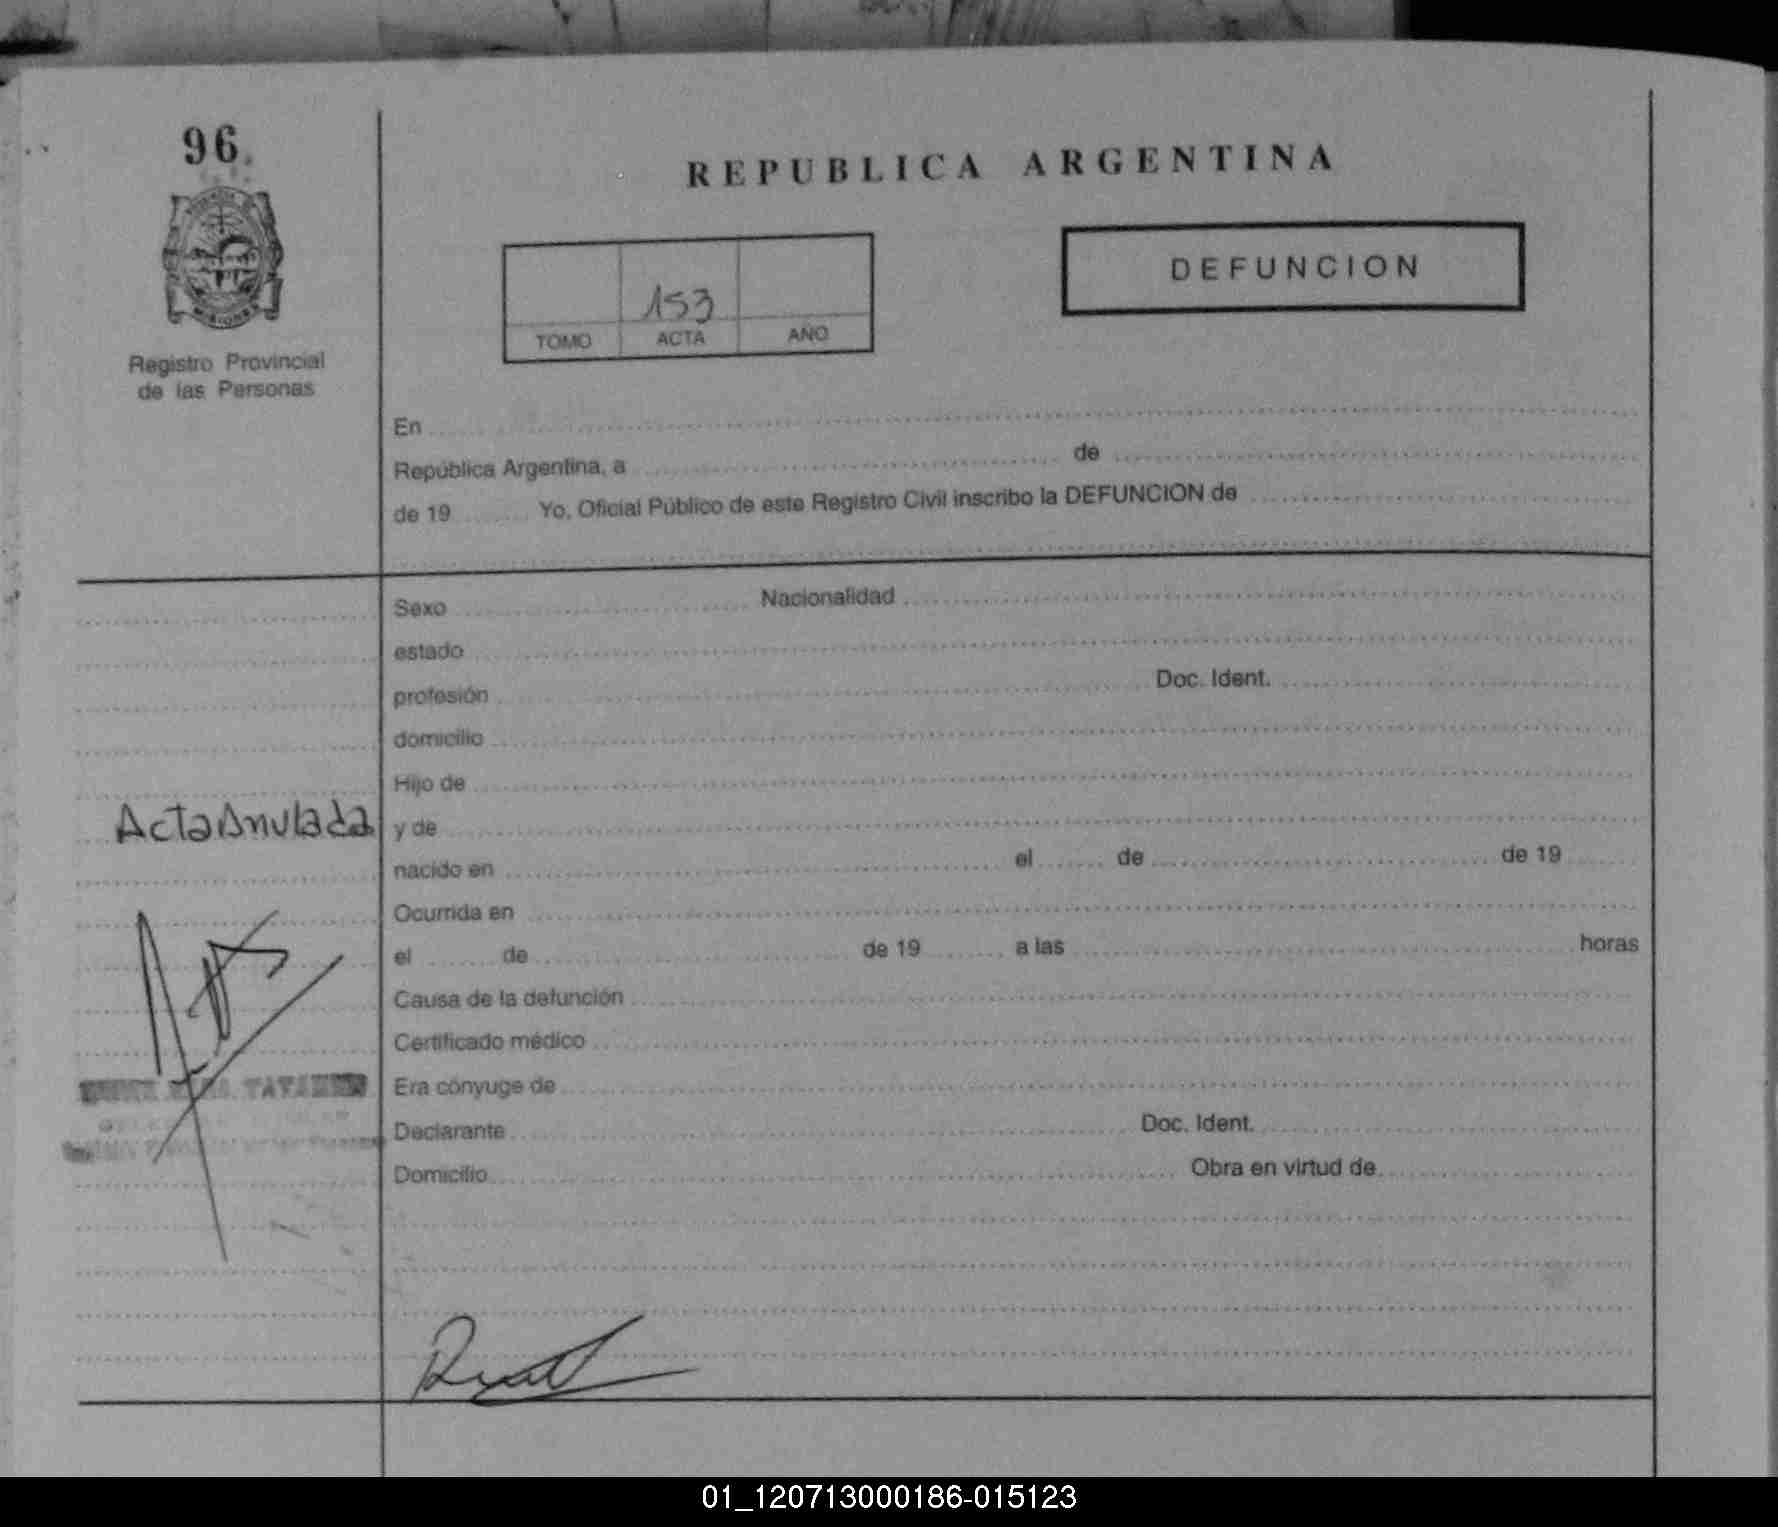 96
REPUBLICA ARGENTINA
MISIONES
Registro Provincial
de las Personas
153
TOMO ACTA AÑO
DEFUNCION
En
República Argentina, a de
de 19 Yo, Oficial Público de este Registro Civil inscribo la DEFUNCION de
Sexo Nacionalidad
estado
profesión Doc. Ident.
domicilio
Hijo de
Acta Anulada
y de
nacido en el de de 19
Ocurrida en
el de de 19 a las horas
Causa de la defunción
Certificado médico
Era cónyuge de
Declarante Doc. Ident.
Domicilio Obra en virtud de
01_120713000186-015123